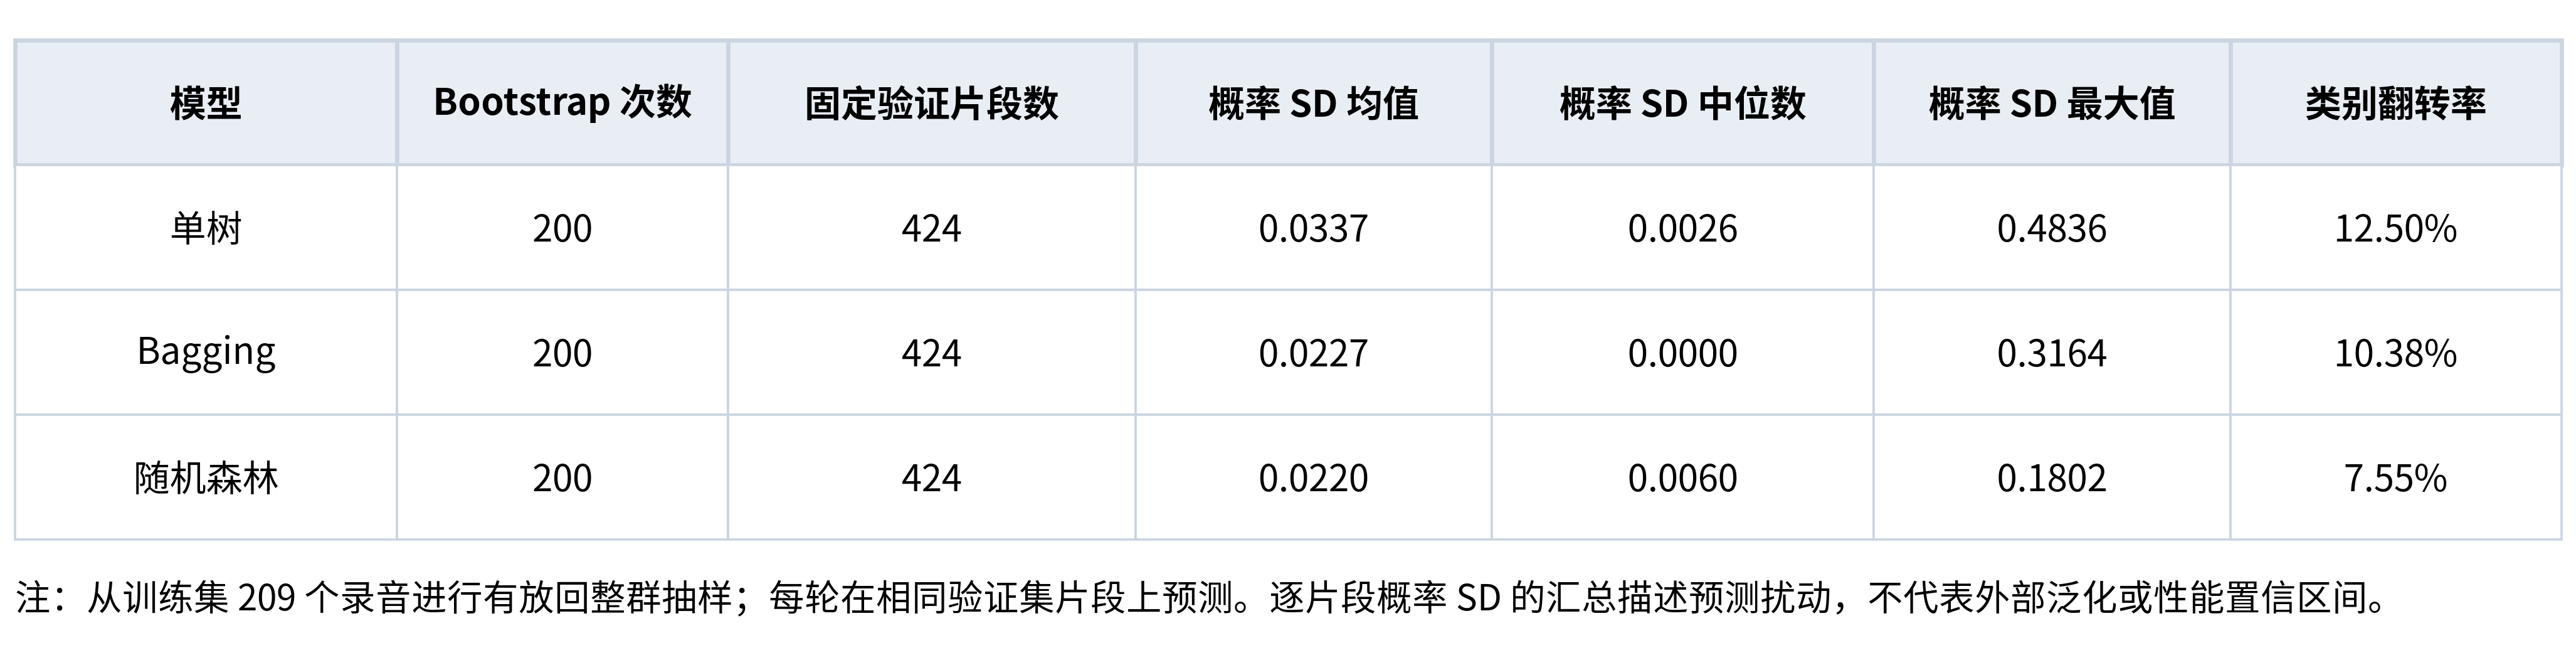 模型 Bootstrap 次数 固定验证片段数 概率 SD 均值 概率 SD 中位数 概率 SD 最大值 类别翻转率
单树 200 424 0.0337 0.0026 0.4836 12.50%
Bagging 200 424 0.0227 0.0000 0.3164 10.38%
随机森林 200 424 0.0220 0.0060 0.1802 7.55%
注：从训练集 209 个录音进行有放回整群抽样；每轮在相同验证集片段上预测。逐片段概率 SD 的汇总描述预测扰动，不代表外部泛化或性能置信区间。